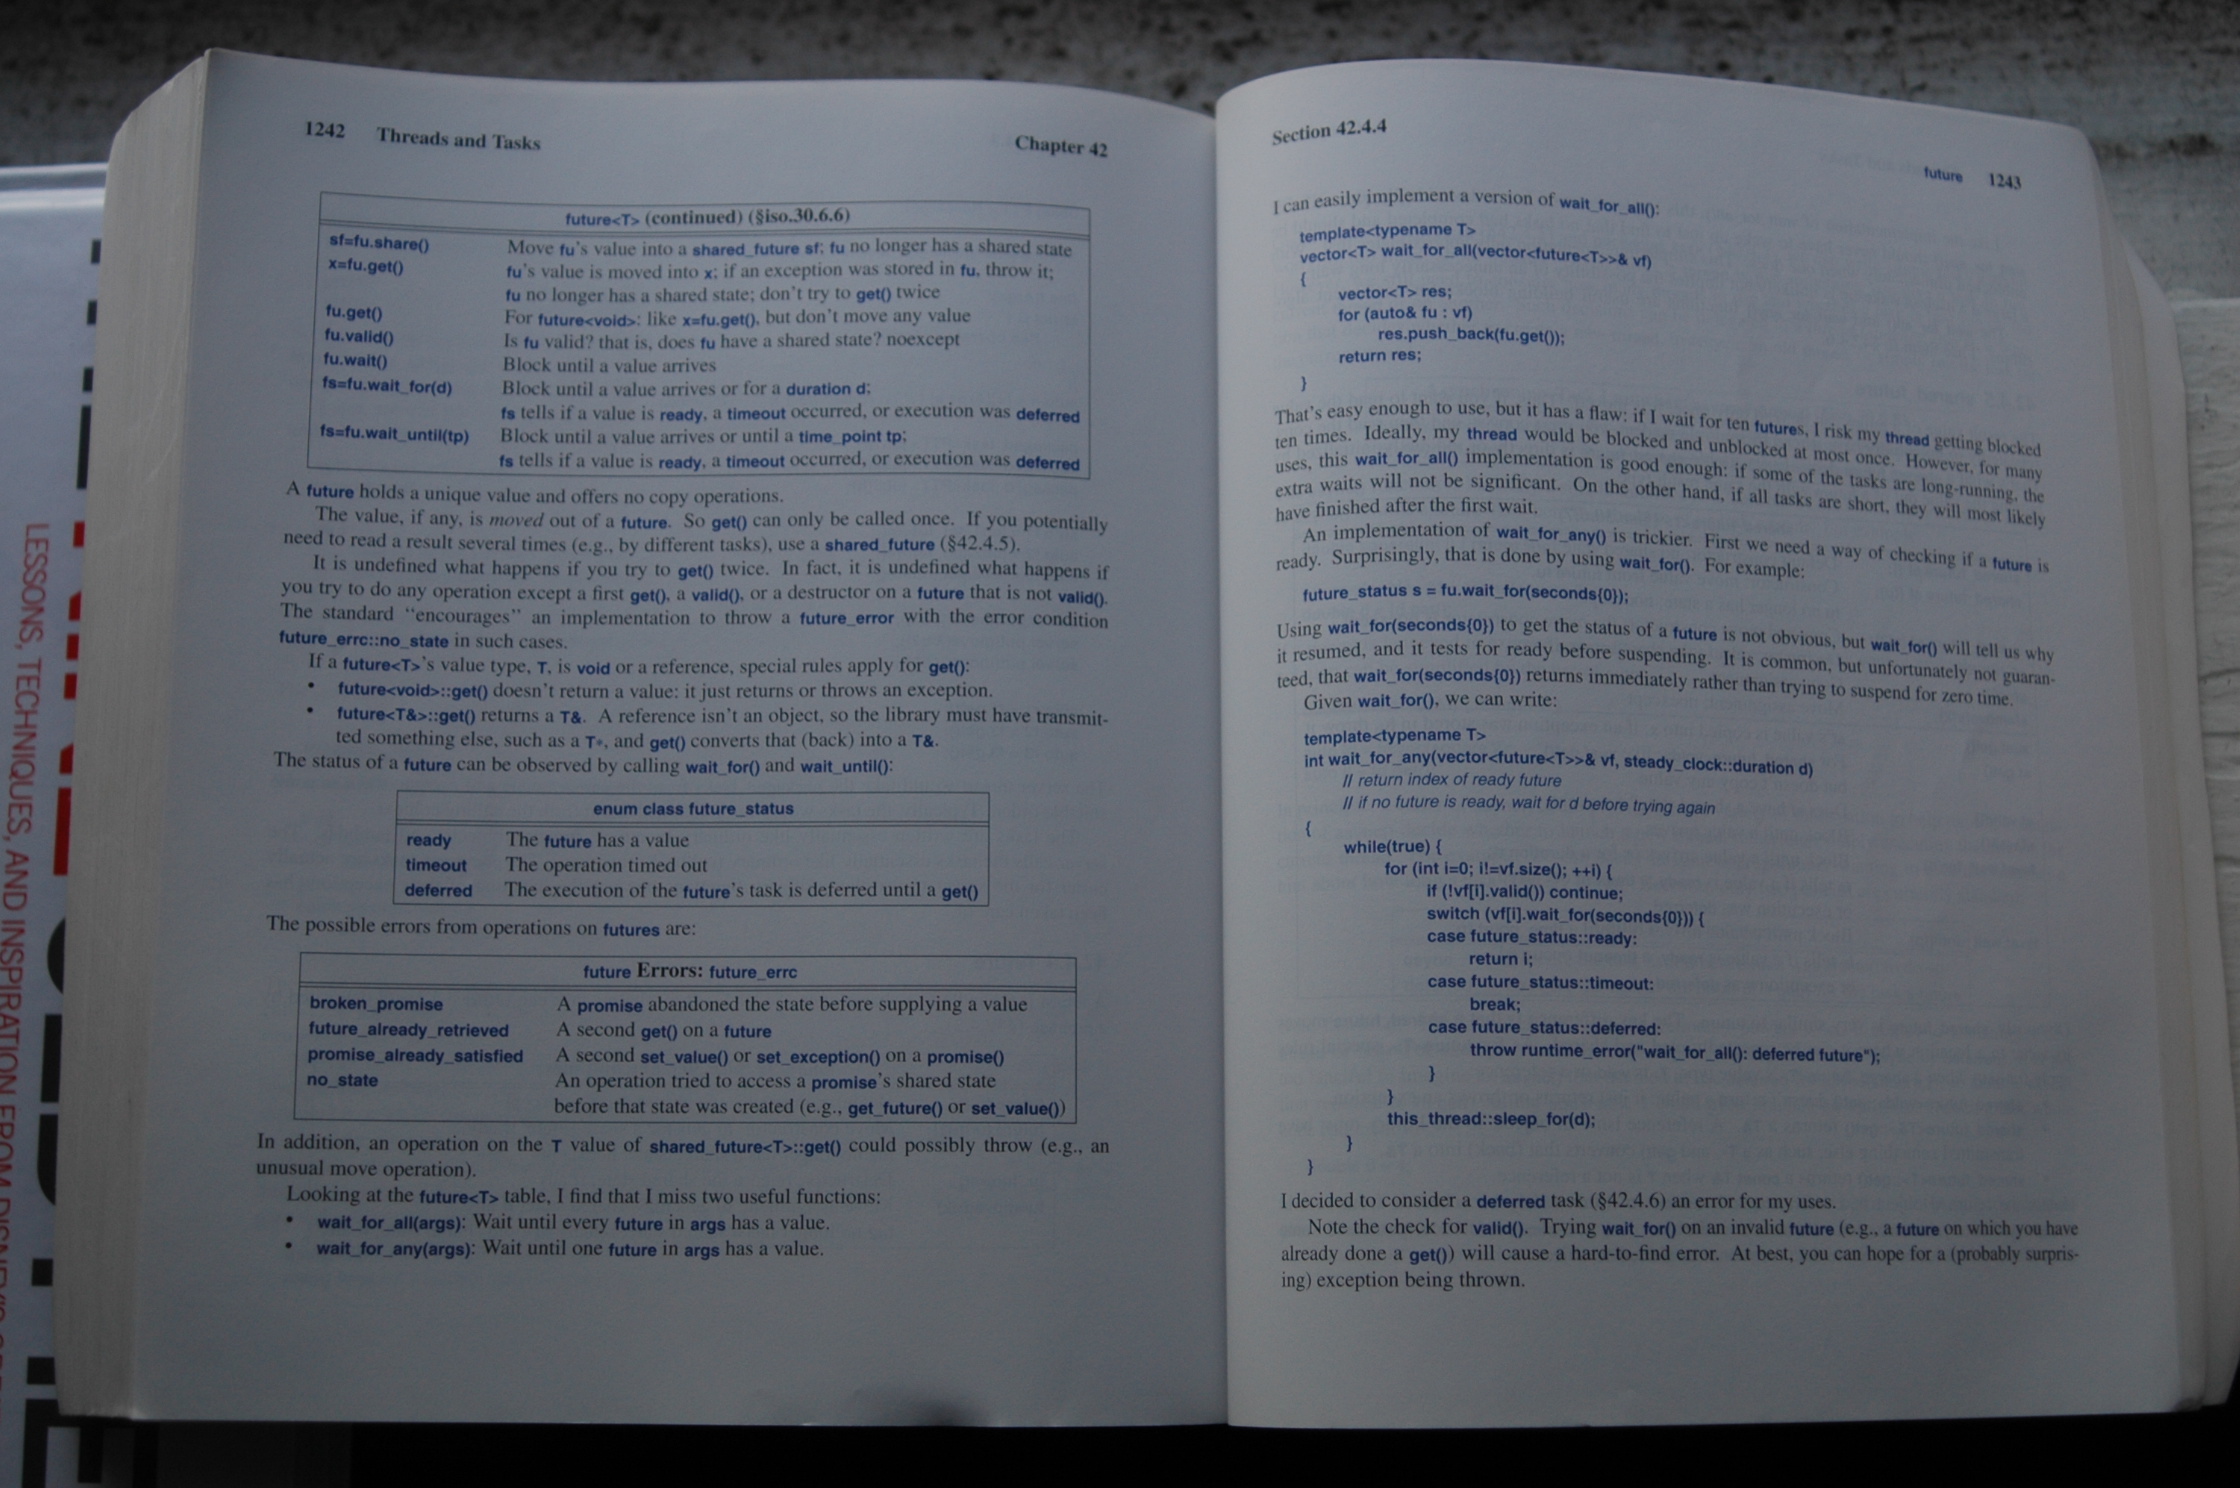 LESSONS, TECHNIQUES, AND INSPIRATION FROM DISNEY'S
1242 Threads and Tasks Chapter 42
future<T> (continued) (§iso.30.6.6)
sf=fu.share() Move fu's value into a shared_future sf; fu no longer has a shared state
x=fu.get() fu's value is moved into x; if an exception was stored in fu, throw it;
fu no longer has a shared state; don't try to get() twice
fu.get() For future<void>: like x=fu.get(), but don't move any value
fu.valid() Is fu valid? that is, does fu have a shared state? noexcept
fu.wait() Block until a value arrives
fs=fu.wait_for(d) Block until a value arrives or for a duration d;
fs tells if a value is ready, a timeout occurred, or execution was deferred
fs=fu.wait_until(tp) Block until a value arrives or until a time_point tp;
fs tells if a value is ready, a timeout occurred, or execution was deferred
A future holds a unique value and offers no copy operations.
The value, if any, is moved out of a future. So get() can only be called once. If you potentially
need to read a result several times (e.g., by different tasks), use a shared_future (§42.4.5).
It is undefined what happens if you try to get() twice. In fact, it is undefined what happens if
you try to do any operation except a first get(), a valid(), or a destructor on a future that is not valid().
The standard "encourages" an implementation to throw a future_error with the error condition
future_errc::no_state in such cases.
If a future<T>'s value type, T, is void or a reference, special rules apply for get():
• future<void>::get() doesn't return a value: it just returns or throws an exception.
• future<T&>::get() returns a T&. A reference isn't an object, so the library must have transmit-
ted something else, such as a T*, and get() converts that (back) into a T&.
The status of a future can be observed by calling wait_for() and wait_until():
enum class future_status
ready The future has a value
timeout The operation timed out
deferred The execution of the future's task is deferred until a get()
The possible errors from operations on futures are:
future Errors: future_errc
broken_promise A promise abandoned the state before supplying a value
future_already_retrieved A second get() on a future
promise_already_satisfied A second set_value() or set_exception() on a promise()
no_state An operation tried to access a promise's shared state
before that state was created (e.g., get_future() or set_value())
In addition, an operation on the T value of shared_future<T>::get() could possibly throw (e.g., an
unusual move operation).
Looking at the future<T> table, I find that I miss two useful functions:
• wait_for_all(args): Wait until every future in args has a value.
• wait_for_any(args): Wait until one future in args has a value.
Section 42.4.4 future 1243
I can easily implement a version of wait_for_all():
template<typename T>
vector<T> wait_for_all(vector<future<T>>& vf)
{
vector<T> res;
for (auto& fu : vf)
res.push_back(fu.get());
return res;
}
That's easy enough to use, but it has a flaw: if I wait for ten futures, I risk my thread getting blocked
ten times. Ideally, my thread would be blocked and unblocked at most once. However, for many
uses, this wait_for_all() implementation is good enough: if some of the tasks are long-running, the
extra waits will not be significant. On the other hand, if all tasks are short, they will most likely
have finished after the first wait.
An implementation of wait_for_any() is trickier. First we need a way of checking if a future is
ready. Surprisingly, that is done by using wait_for(). For example:
future_status s = fu.wait_for(seconds{0});
Using wait_for(seconds{0}) to get the status of a future is not obvious, but wait_for() will tell us why
it resumed, and it tests for ready before suspending. It is common, but unfortunately not guaran-
teed, that wait_for(seconds{0}) returns immediately rather than trying to suspend for zero time.
Given wait_for(), we can write:
template<typename T>
int wait_for_any(vector<future<T>>& vf, steady_clock::duration d)
// return index of ready future
// if no future is ready, wait for d before trying again
{
while(true) {
for (int i=0; i!=vf.size(); ++i) {
if (!vf[i].valid()) continue;
switch (vf[i].wait_for(seconds{0})) {
case future_status::ready:
return i;
case future_status::timeout:
break;
case future_status::deferred:
throw runtime_error("wait_for_all(): deferred future");
}
}
this_thread::sleep_for(d);
}
}
I decided to consider a deferred task (§42.4.6) an error for my uses.
Note the check for valid(). Trying wait_for() on an invalid future (e.g., a future on which you have
already done a get()) will cause a hard-to-find error. At best, you can hope for a (probably surpris-
ing) exception being thrown.